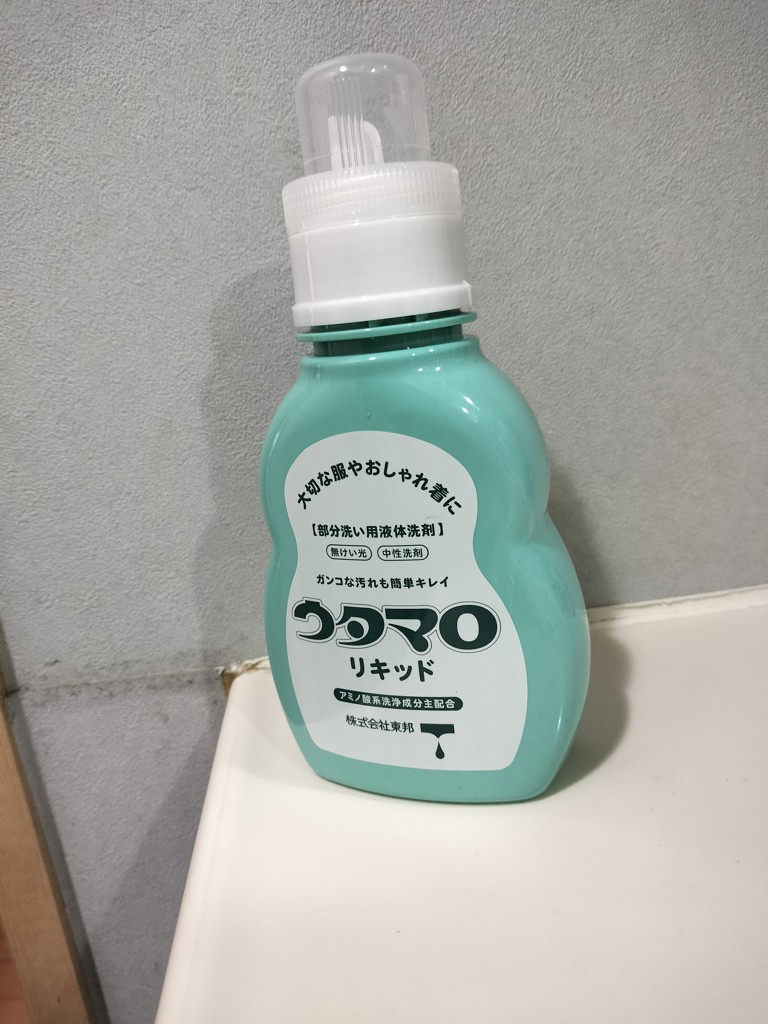 大切な服やおしゃれ着に
【部分洗い用液体洗剤】
無けい光 中性洗剤
ガンコな汚れも簡単キレイ
ウタマロ
リキッド
アミノ酸系洗浄成分主配合
株式会社東邦